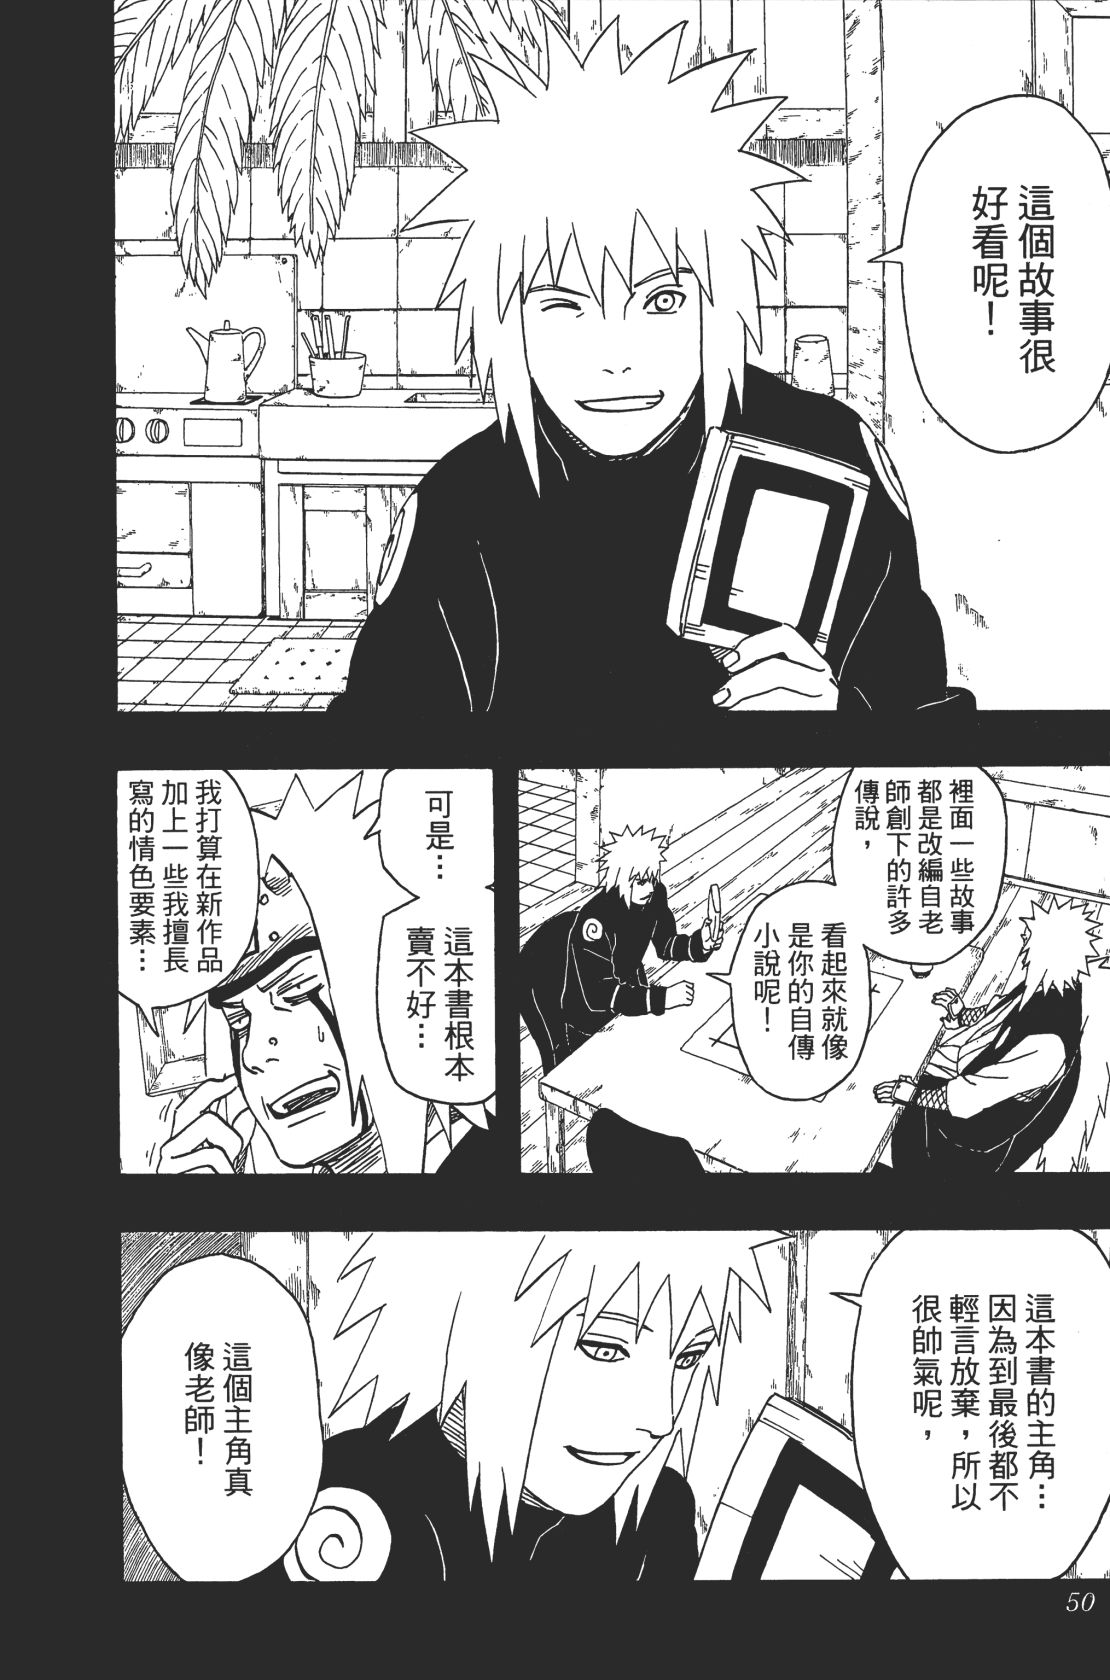 這個故事很
好看呢！
裡面一些故事
都是改編自老
師創下的許多
傳說，
看起來就像
是你的自傳
小說呢！
可是…
這本書根本
賣不好…
我打算在新作品
加上一些我擅長
寫的情色要素…
這本書的主角…
因為到最後都不
輕言放棄，所以
很帥氣呢，
這個主角真
像老師！
50